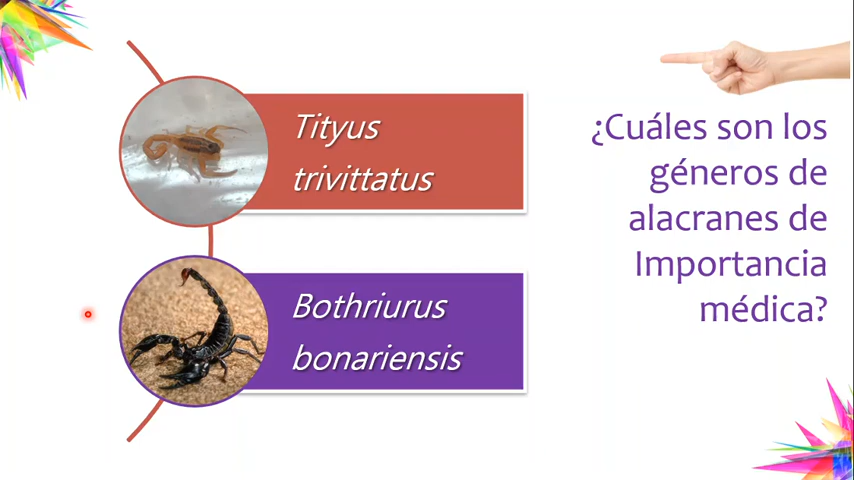 Tityus
trivittatus
Bothriurus
bonariensis
¿Cuáles son los
géneros de
alacranes de
Importancia
médica?